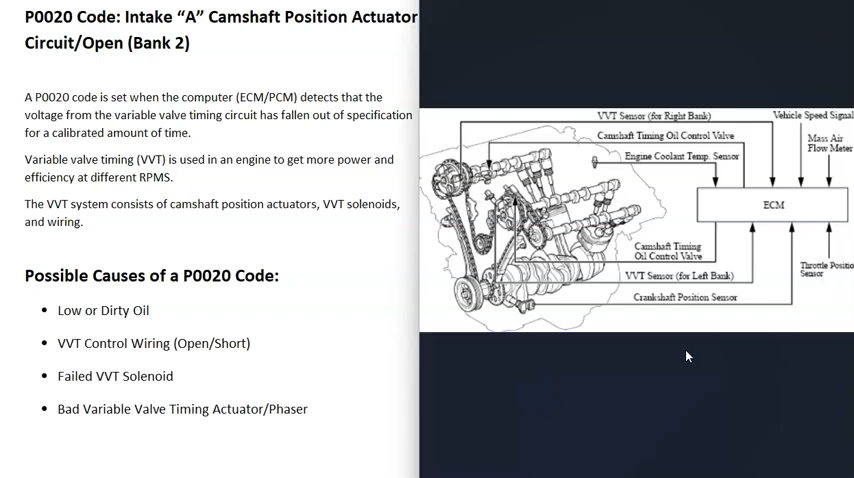 P0020 Code: Intake “A” Camshaft Position Actuator
Circuit/Open (Bank 2)
A P0020 code is set when the computer (ECM/PCM) detects that the
voltage from the variable valve timing circuit has fallen out of specification
for a calibrated amount of time.
Variable valve timing (VVT) is used in an engine to get more power and
efficiency at different RPMS.
The VVT system consists of camshaft position actuators, VVT solenoids,
and wiring.
Possible Causes of a P0020 Code:
Low or Dirty Oil
VVT Control Wiring (Open/Short)
Failed VVT Solenoid
Bad Variable Valve Timing Actuator/Phaser
VVT Sensor (for Right Bank)
Vehicle Speed Signal
Camshaft Timing Oil Control Valve
Mass Air
Flow Meter
Engine Coolant Temp. Sensor
ECM
Camshaft Timing
Oil Control Valve
Throttle Positio
Sensor
VVT Sensor (for Left Bank)
Crankshaft Position Sensor